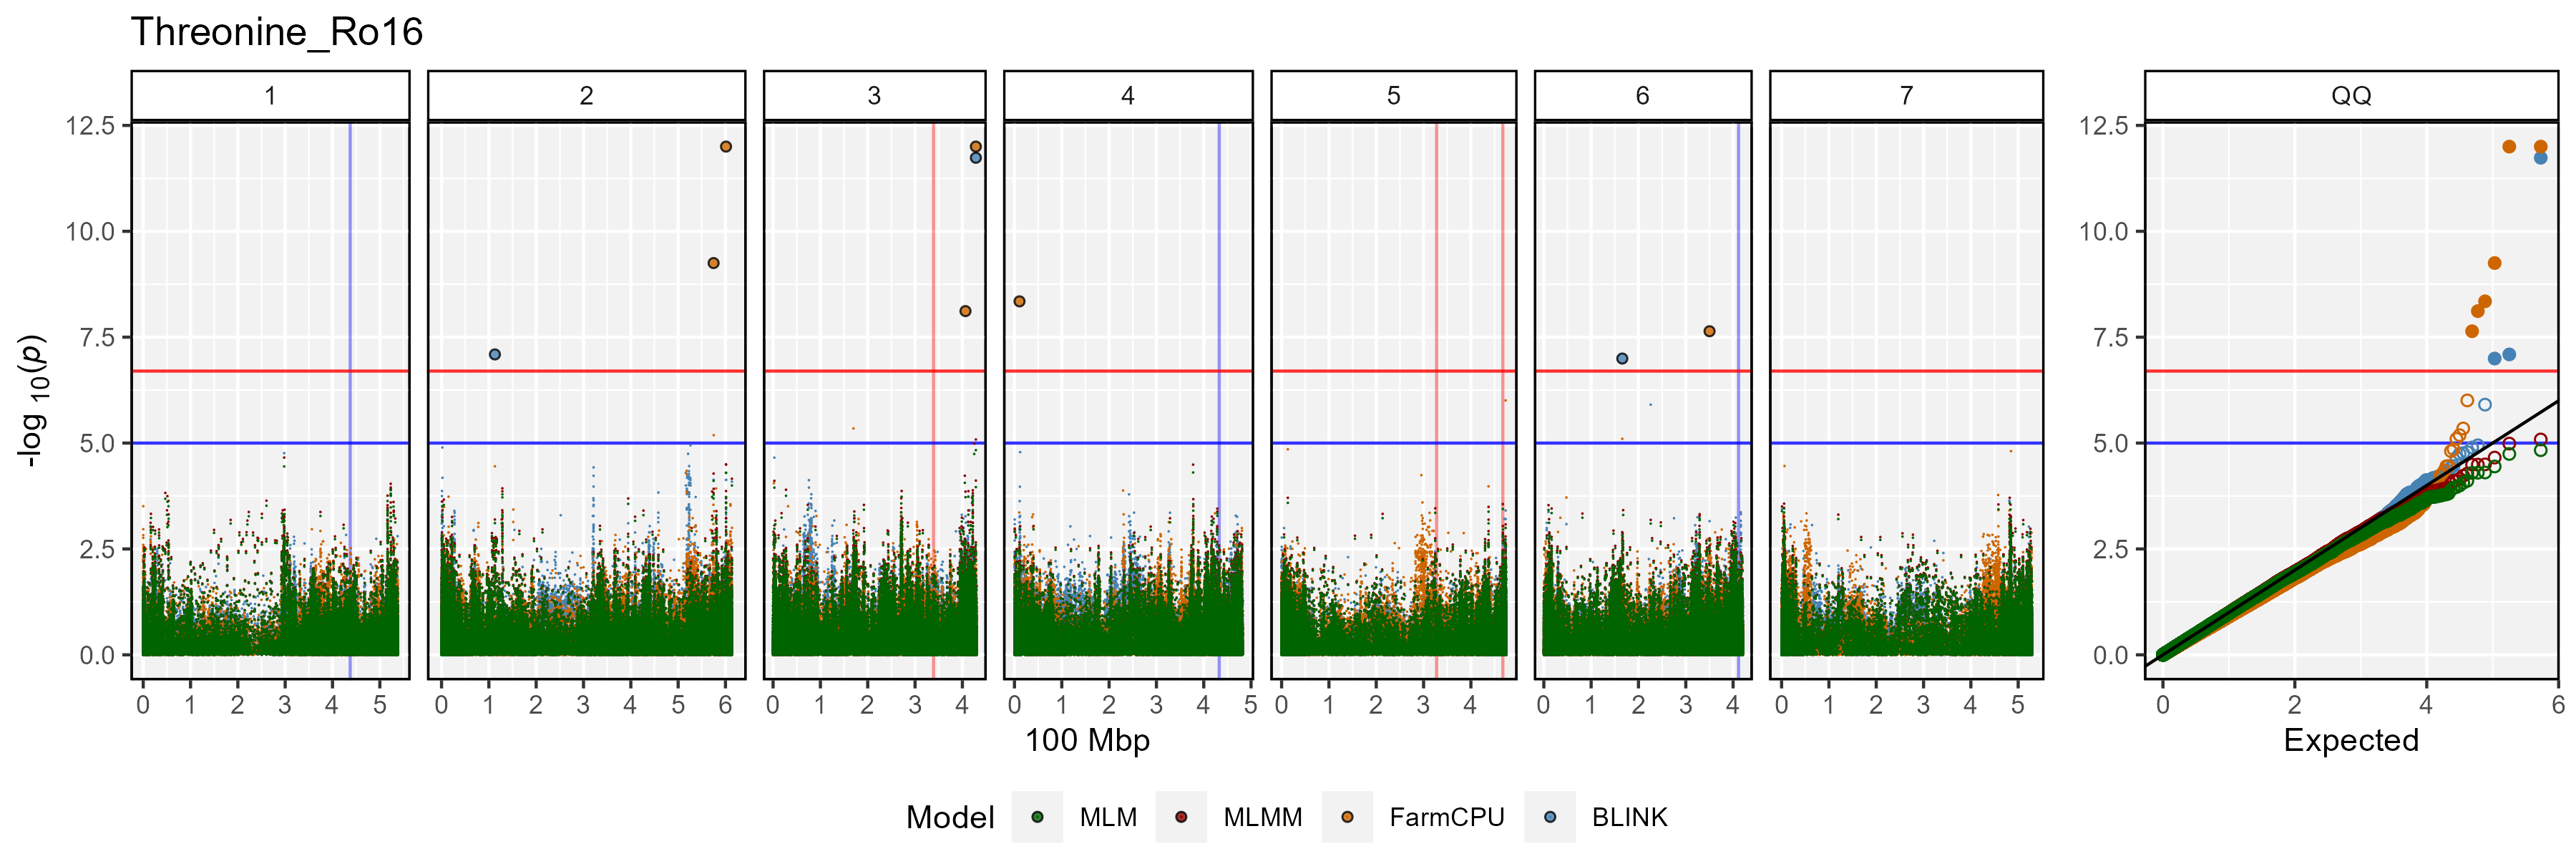 Threonine_Ro16
1 2 3 4 5 6 7 QQ
12.5 12.5
10.0 10.0
7.5 7.5
5.0 5.0
2.5 2.5
0.0 0.0
-log 10(p)
0 1 2 3 4 5 0 1 2 3 4 5 6 0 1 2 3 4 0 1 2 3 4 5 0 1 2 3 4 0 1 2 3 4 0 1 2 3 4 5 0 2 4 6
100 Mbp Expected
Model MLM MLMM FarmCPU BLINK